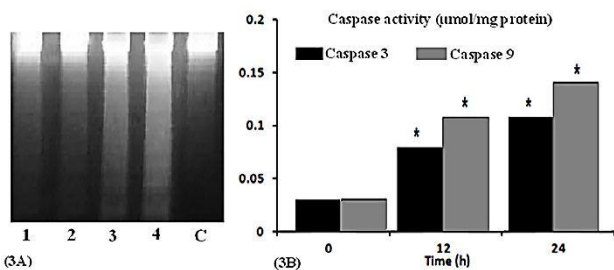 1 2 3 4 C
(3A)
Caspase activity (µmol/mg protein)
Caspase 3 Caspase 9
0.2
0.15
0.1
0.05
0
* *
* *
0 12 24
Time (h)
(3B)